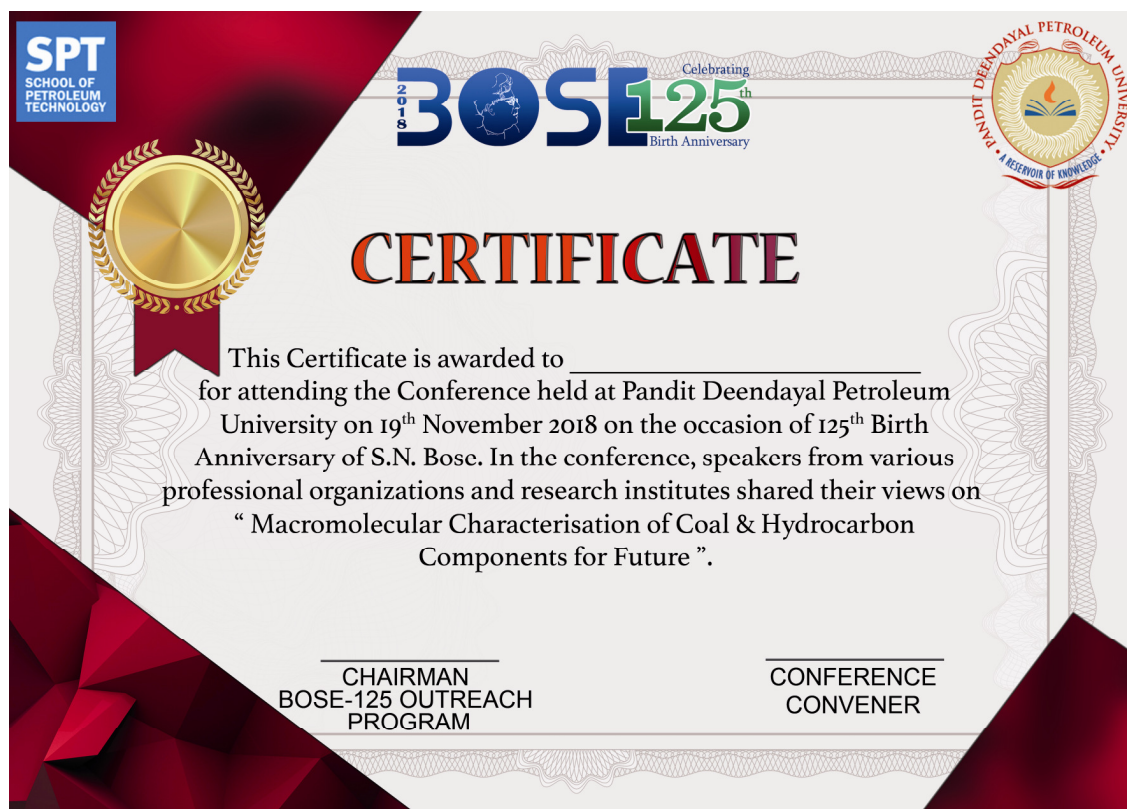 SPT
SCHOOL OF
PETROLEUM
TECHNOLOGY
2018
BOSE
Celebrating
125th
Birth Anniversary
PANDIT DEENDAYAL PETROLEUM UNIVERSITY
A RESERVOIR OF KNOWLEDGE
CERTIFICATE
This Certificate is awarded to ____________________
for attending the Conference held at Pandit Deendayal Petroleum
University on 19th November 2018 on the occasion of 125th Birth
Anniversary of S.N. Bose. In the conference, speakers from various
professional organizations and research institutes shared their views on
“ Macromolecular Characterisation of Coal & Hydrocarbon
Components for Future ”.
CHAIRMAN
BOSE-125 OUTREACH
PROGRAM
CONFERENCE
CONVENER